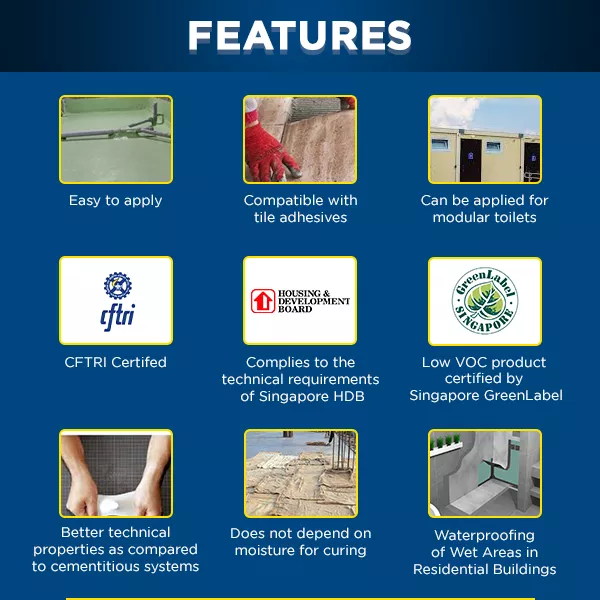 FEATURES
Easy to apply
Compatible with
tile adhesives
Can be applied for
modular toilets
cftri
HOUSING &
DEVELOPMENT
BOARD
GreenLabel
SINGAPORE
CFTRI Certifed
Complies to the
technical requirements
of Singapore HDB
Low VOC product
certified by
Singapore GreenLabel
Better technical
properties as compared
to cementitious systems
Does not depend on
moisture for curing
Waterproofing
of Wet Areas in
Residential Buildings